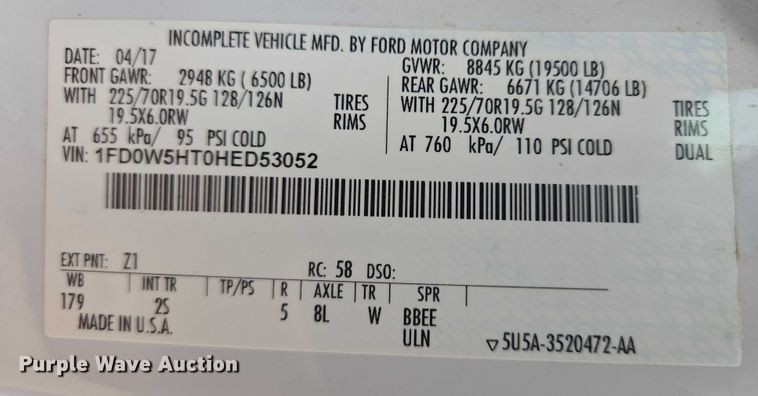 INCOMPLETE VEHICLE MFD. BY FORD MOTOR COMPANY
DATE: 04/17
GVWR: 8845 KG (19500 LB)
FRONT GAWR: 2948 KG ( 6500 LB)
REAR GAWR: 6671 KG (14706 LB)
WITH 225/70R19.5G 128/126N TIRES
WITH 225/70R19.5G 128/126N TIRES
19.5X6.0RW RIMS
19.5X6.0RW RIMS
AT 655 kPa/ 95 PSI COLD
AT 760 kPa/ 110 PSI COLD DUAL
VIN: 1FD0W5HT0HED53052
EXT PNT: Z1 RC: 58 DSO:
WB INT TR TP/PS R AXLE TR SPR
179 2S 5 8L W BBEE
MADE IN U.S.A. ULN ▽5U5A-3520472-AA
Purple Wave Auction